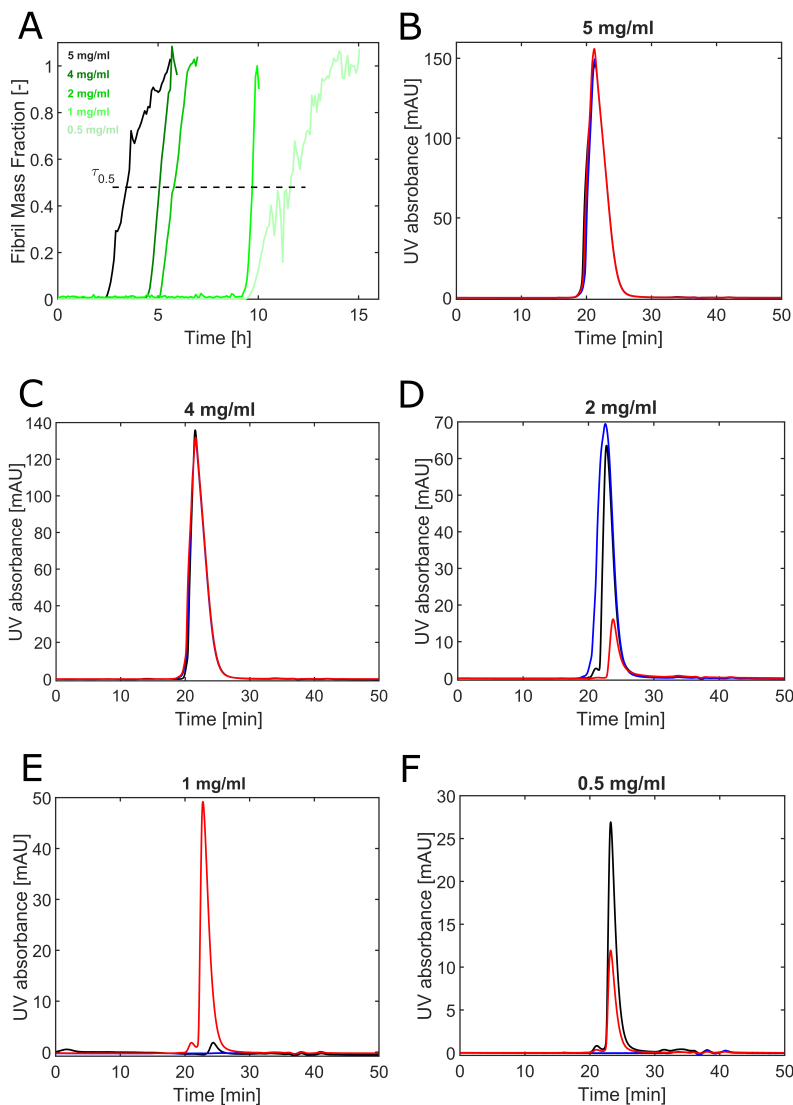 A
5 mg/ml
4 mg/ml
2 mg/ml
1 mg/ml
0.5 mg/ml
τ0.5
Fibril Mass Fraction [-]
1
0.8
0.6
0.4
0.2
0
0 5 10 15
Time [h]
B
5 mg/ml
UV absrobance [mAU]
150
100
50
0
0 10 20 30 40 50
Time [min]
C
4 mg/ml
UV absorbance [mAU]
140
120
100
80
60
40
20
0
0 10 20 30 40 50
Time [min]
D
2 mg/ml
UV absorbance [mAU]
70
60
50
40
30
20
10
0
0 10 20 30 40 50
Time [min]
E
1 mg/ml
UV absorbance [mAU]
50
40
30
20
10
0
0 10 20 30 40 50
Time [min]
F
0.5 mg/ml
UV absorbance [mAU]
30
25
20
15
10
5
0
0 10 20 30 40 50
Time [min]